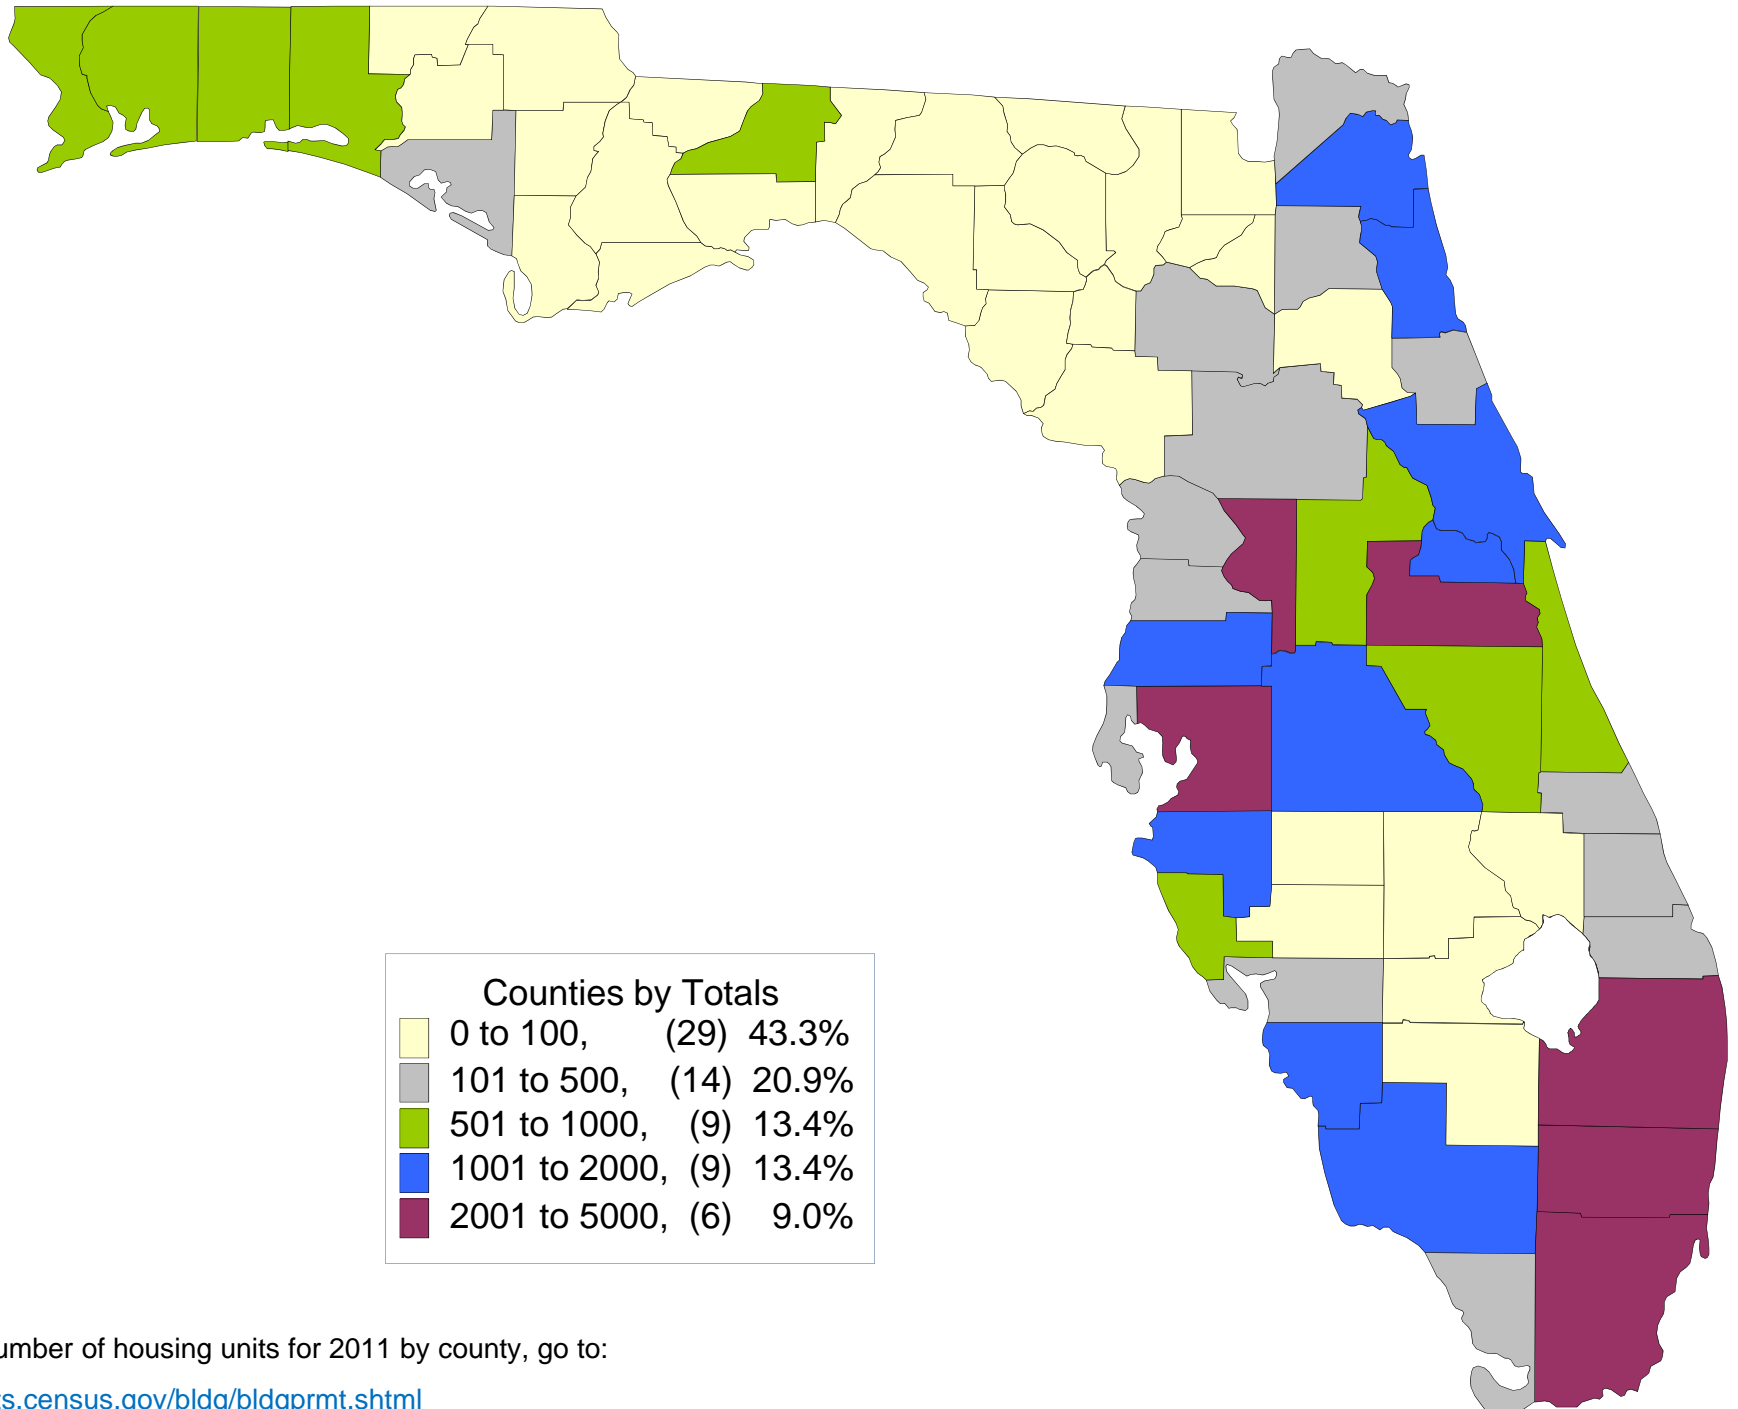 Counties by Totals
0 to 100, (29) 43.3%
101 to 500, (14) 20.9%
501 to 1000, (9) 13.4%
1001 to 2000, (9) 13.4%
2001 to 5000, (6) 9.0%
umber of housing units for 2011 by county, go to:
ts.census.gov/bldg/bldgprmt.shtml